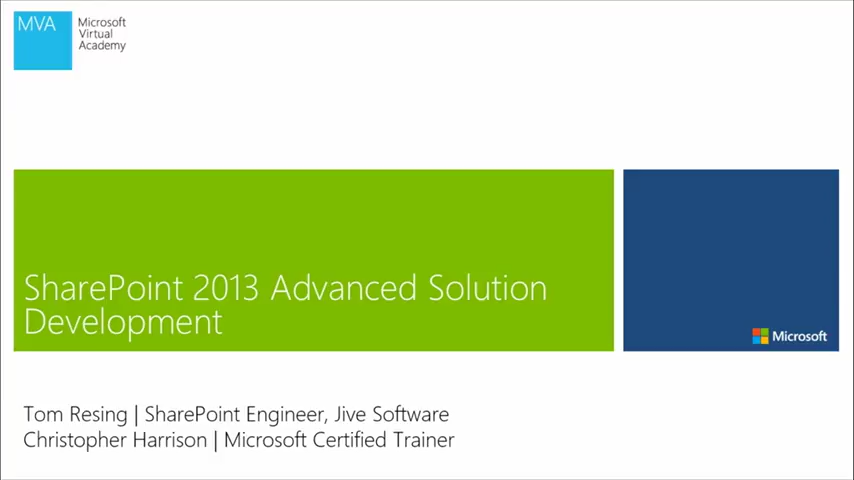 MVA
Microsoft
Virtual
Academy
SharePoint 2013 Advanced Solution
Development
Microsoft
Tom Resing | SharePoint Engineer, Jive Software
Christopher Harrison | Microsoft Certified Trainer